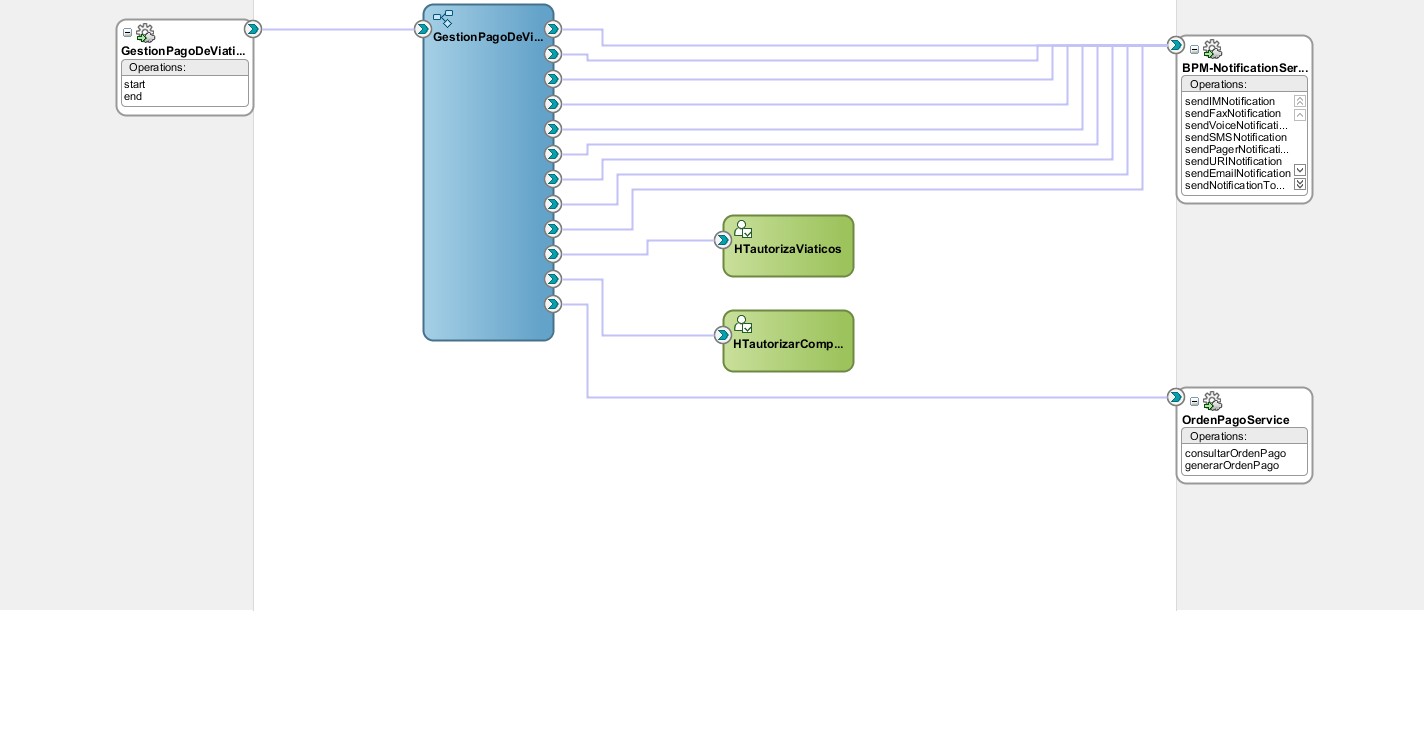 GestionPagoDeViati...
Operations:
start
end
GestionPagoDeVi...
BPM-NotificationSer...
Operations:
sendIMNotification
sendFaxNotification
sendVoiceNotificati...
sendSMSNotification
sendPagerNotificati...
sendURINotification
sendEmailNotification
sendNotificationTo...
HTautorizaViaticos
HTautorizarComp...
OrdenPagoService
Operations:
consultarOrdenPago
generarOrdenPago